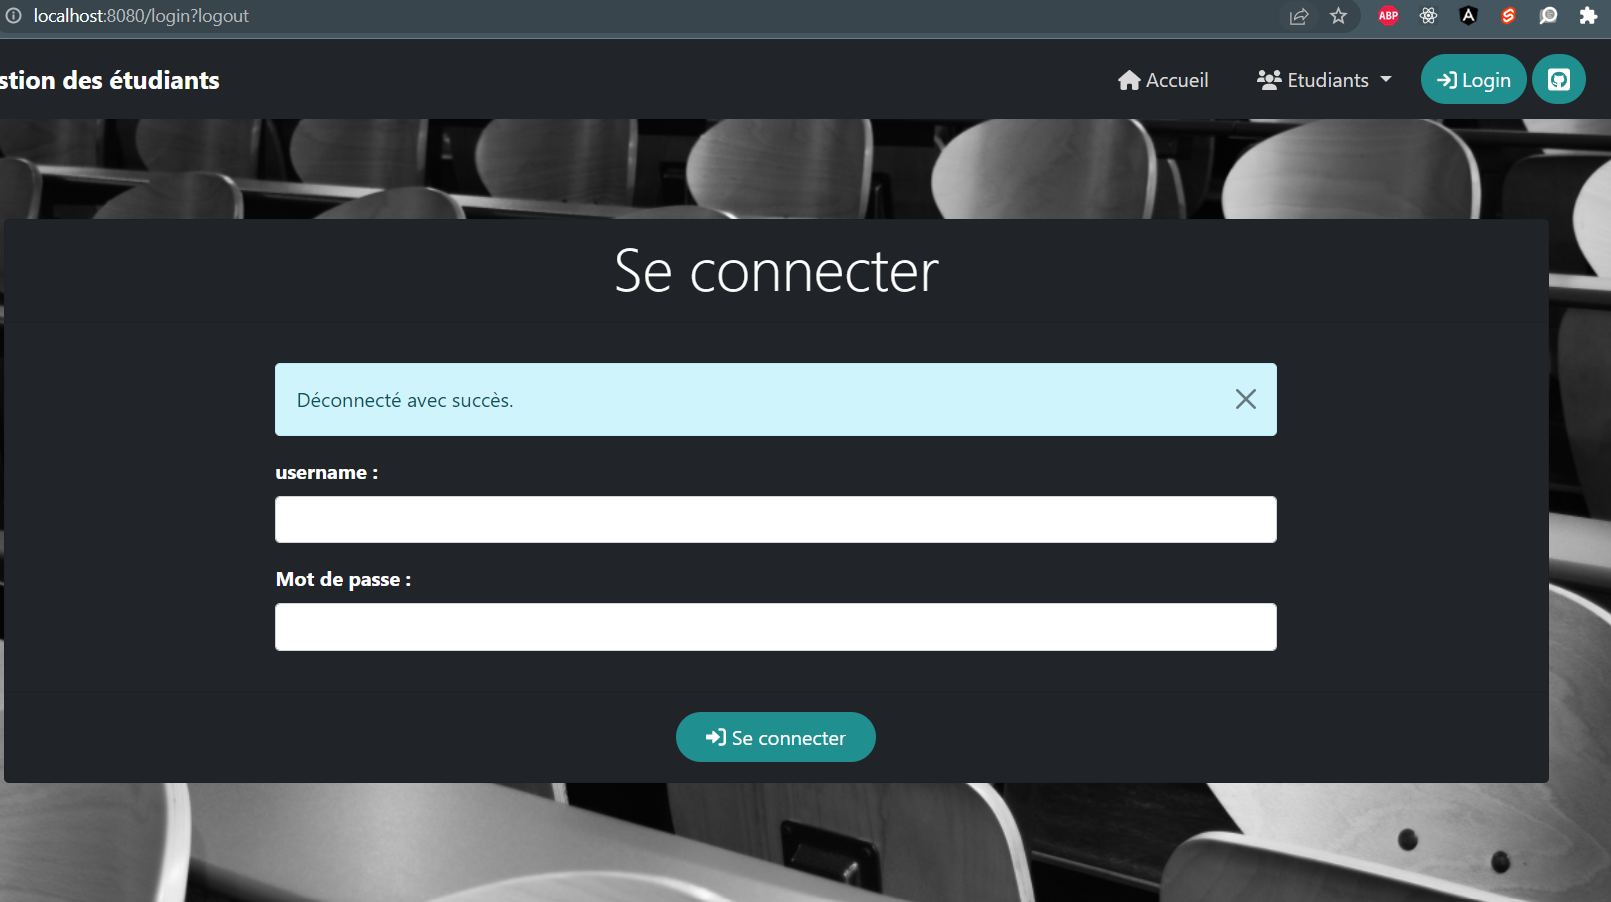 localhost:8080/login?logout
ABP
stion des étudiants
Accueil
Etudiants
Login
Se connecter
Déconnecté avec succès.
username :
Mot de passe :
Se connecter